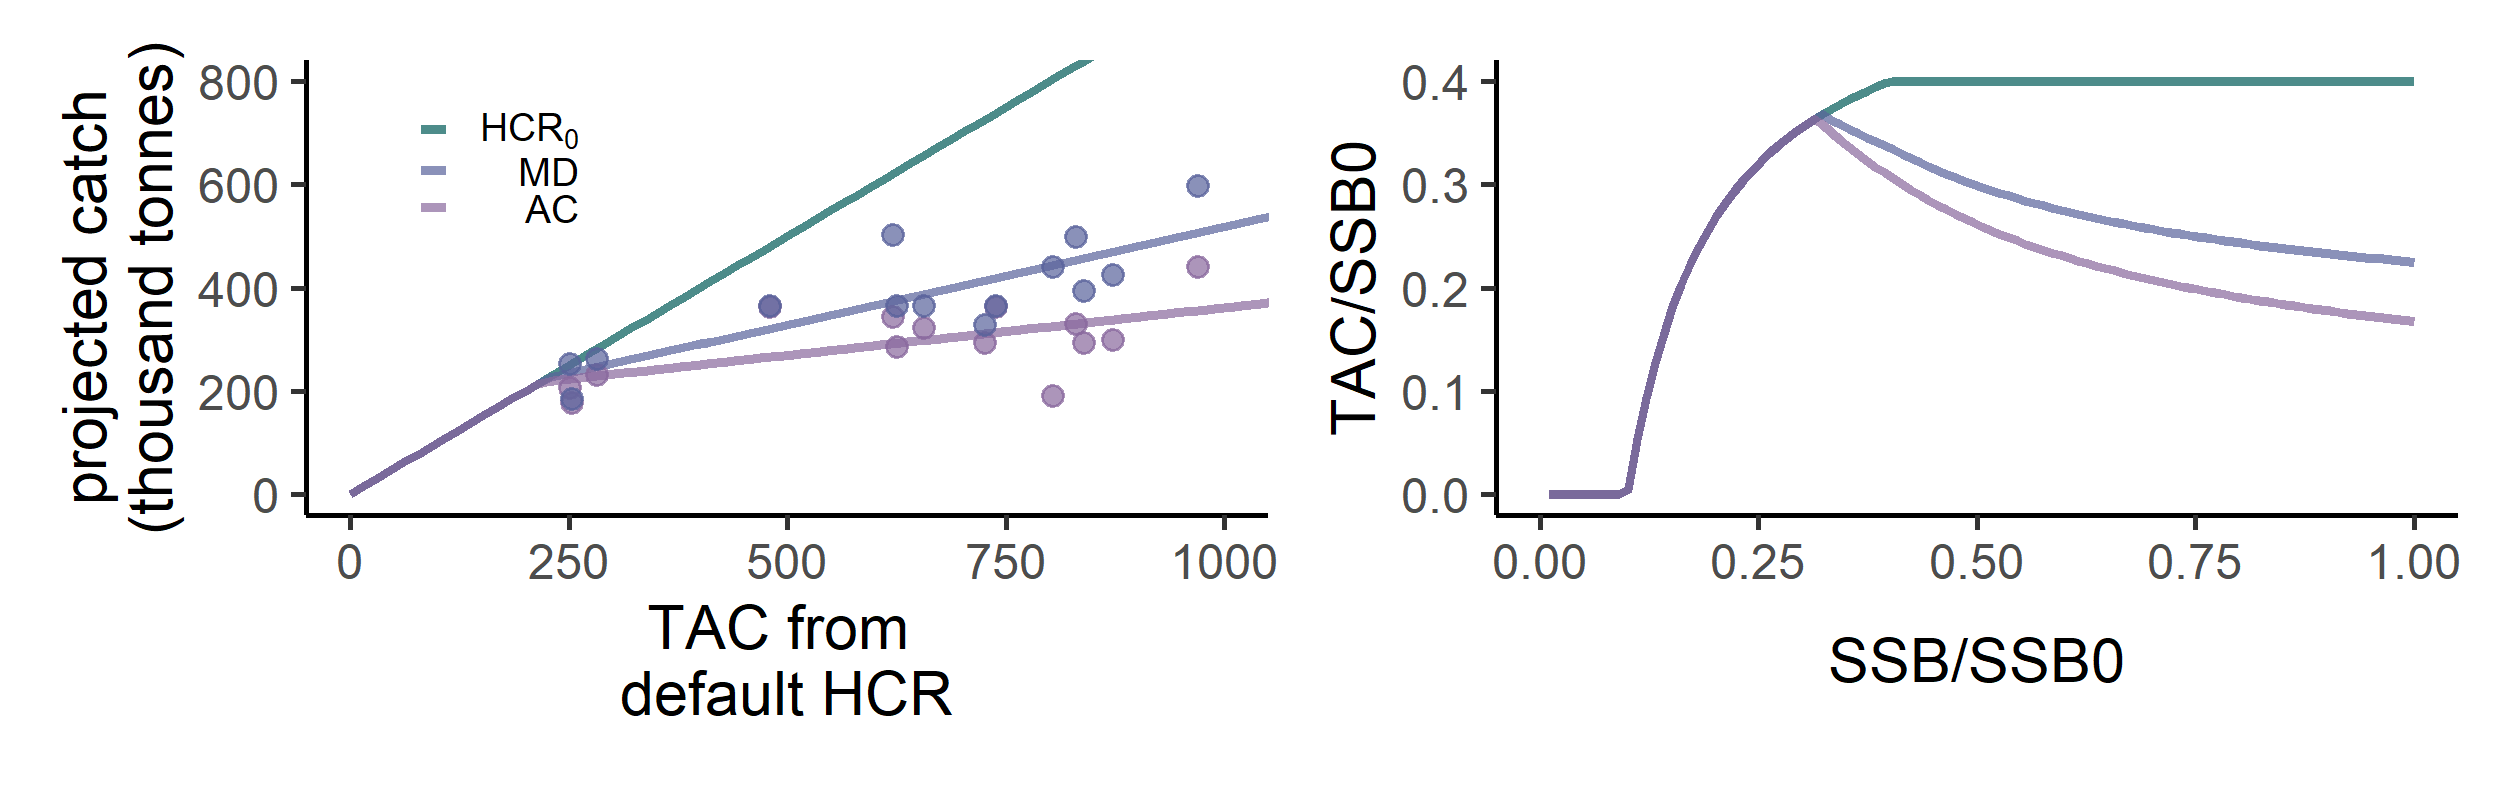 projected catch
(thousand tonnes)
800
600
400
200
0
HCR0
MD
AC
0 250 500 750 1000
TAC from
default HCR
TAC/SSB0
0.4
0.3
0.2
0.1
0.0
0.00 0.25 0.50 0.75 1.00
SSB/SSB0